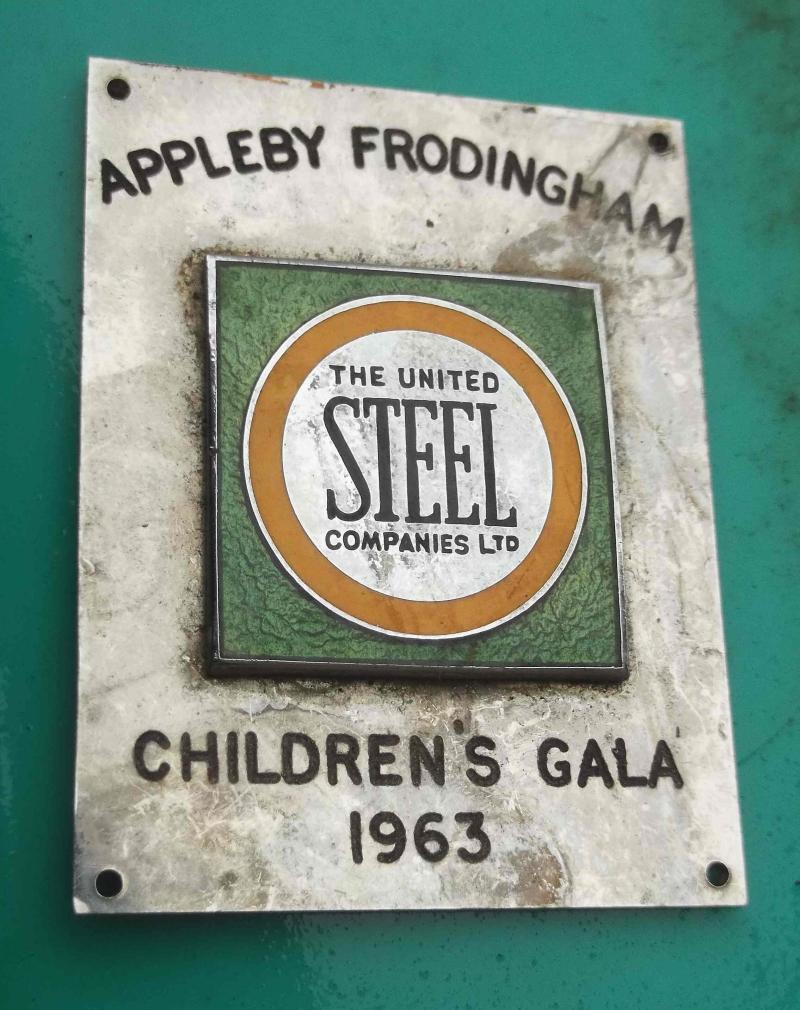 APPLEBY FRODINGHAM
THE UNITED
STEEL
COMPANIES LTD
CHILDREN'S GALA
1963